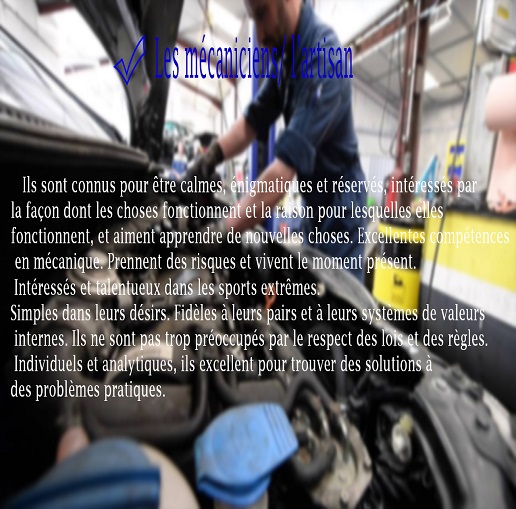 Les mécaniciens/ l'artisan
Ils sont connus pour être calmes, énigmatiques et réservés, intéressés par
la façon dont les choses fonctionnent et la raison pour lesquelles elles
fonctionnent, et aiment apprendre de nouvelles choses. Excellentes compétences
en mécanique. Prennent des risques et vivent le moment présent.
Intéressés et talentueux dans les sports extrêmes.
Simples dans leurs désirs. Fidèles à leurs pairs et à leurs systèmes de valeurs
internes. Ils ne sont pas trop préoccupés par le respect des lois et des règles.
Individuels et analytiques, ils excellent pour trouver des solutions à
des problèmes pratiques.